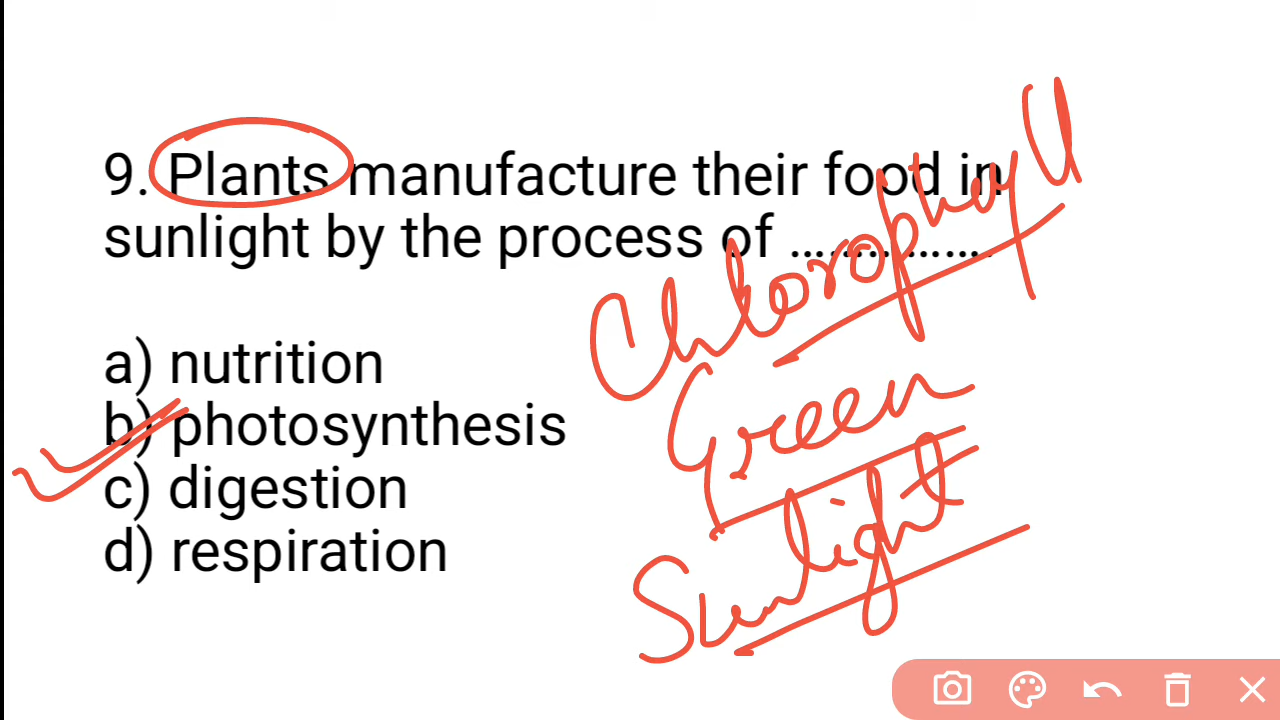 9. Plants manufacture their food in
sunlight by the process of ................
a) nutrition
b) photosynthesis
c) digestion
d) respiration
Chlorophyll
Green
Sunlight